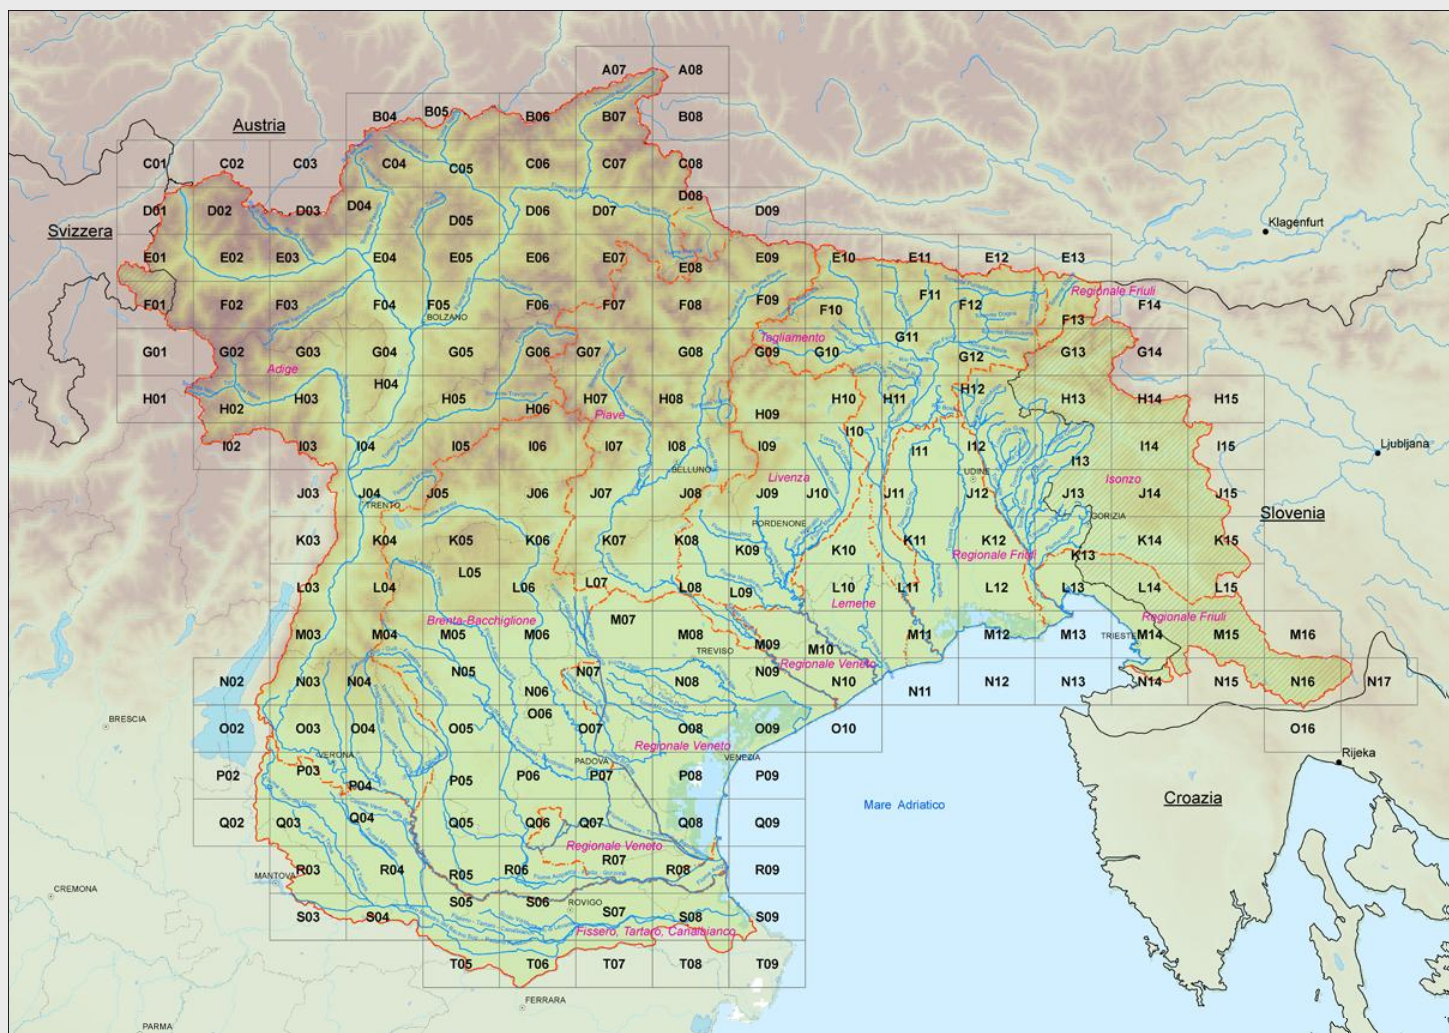 A07 A08
B04 B05 B06 B07 B08
Austria
C01 C02 C03 C04 C05 C06 C07 C08
D01 D02 D03 D04 D05 D06 D07 D08 D09
Svizzera
Klagenfurt
E01 E02 E03 E04 E05 E06 E07 E08 E09 E10 E11 E12 E13
Regionale Friuli
F01 F02 F03 F04 F05 F06 F07 F08 F09 F10 F11 F12 F13 F14
BOLZANO
Tagliamento
G01 G02 G03 G04 G05 G06 G07 G08 G09 G10 G11 G12 G13 G14
Adige
H01 H02 H03 H04 H05 H06 H07 H08 H09 H10 H11 H12 H13 H14 H15
Piave
I02 I03 I04 I05 I06 I07 I08 I09 I10 I11 I12 I13 I14 I15
Ljubljana
BELLUNO
UDINE
Livenza
Isonzo
J03 J04 J05 J06 J07 J08 J09 J10 J11 J12 J13 J14 J15
TRENTO
Slovenia
GORIZIA
PORDENONE
K03 K04 K05 K06 K07 K08 K09 K10 K11 K12 K13 K14 K15
Regionale Friuli
L03 L04 L05 L06 L07 L08 L09 L10 L11 L12 L13 L14 L15
Lemene
Regionale Friuli
Brenta-Bacchiglione
M03 M04 M05 M06 M07 M08 M09 M10 M11 M12 M13 M14 M15 M16
TRIESTE
TREVISO
Regionale Veneto
N02 N03 N04 N05 N06 N07 N08 N09 N10 N11 N12 N13 N14 N15 N16 N17
BRESCIA
O02 O03 O04 O05 O06 O07 O08 O09 O10 O16
Regionale Veneto
Rijeka
VERONA
PADOVA
VENEZIA
P02 P03 P04 P05 P06 P07 P08 P09
Croazia
Mare Adriatico
Q02 Q03 Q04 Q05 Q06 Q07 Q08 Q09
Regionale Veneto
R03 R04 R05 R06 R07 R08 R09
MANTOVA
CREMONA
S03 S04 S05 S06 S07 S08 S09
ROVIGO
Fissero, Tartaro, Canalbianco
T05 T06 T07 T08 T09
FERRARA
PARMA